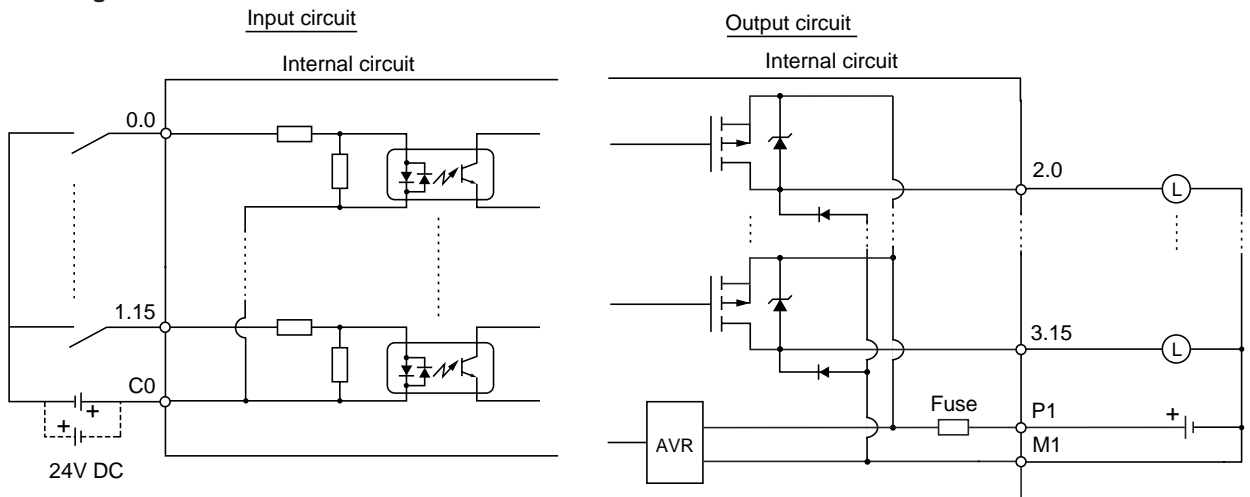 Input circuit
Internal circuit
0.0
1.15
C0
+
+
24V DC
Output circuit
Internal circuit
2.0
L
3.15
L
Fuse
P1
+
AVR
M1